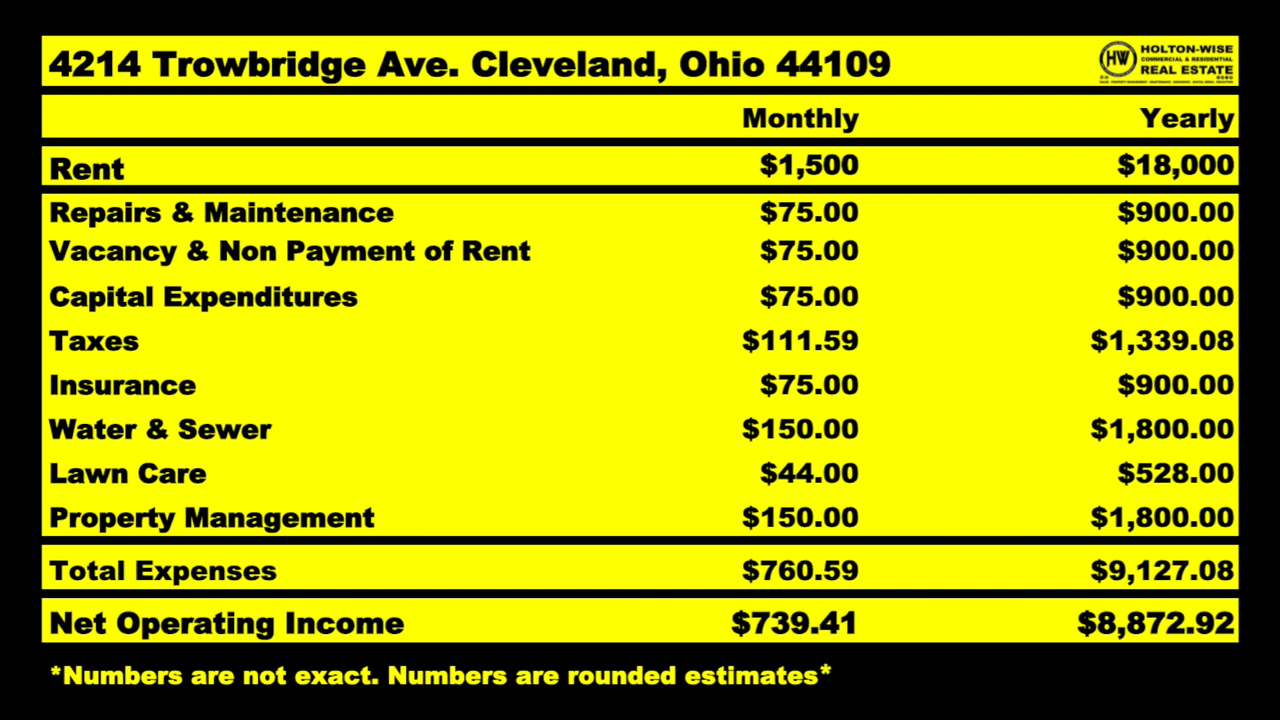 4214 Trowbridge Ave. Cleveland, Ohio 44109
HW
HOLTON-WISE
COMMERCIAL & RESIDENTIAL
REAL ESTATE
Monthly Yearly
Rent $1,500 $18,000
Repairs & Maintenance $75.00 $900.00
Vacancy & Non Payment of Rent $75.00 $900.00
Capital Expenditures $75.00 $900.00
Taxes $111.59 $1,339.08
Insurance $75.00 $900.00
Water & Sewer $150.00 $1,800.00
Lawn Care $44.00 $528.00
Property Management $150.00 $1,800.00
Total Expenses $760.59 $9,127.08
Net Operating Income $739.41 $8,872.92
*Numbers are not exact. Numbers are rounded estimates*